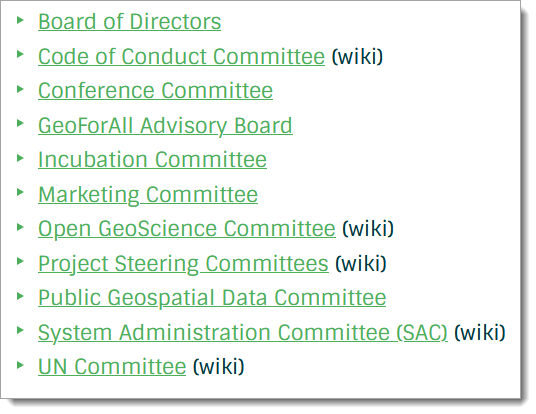 Board of Directors
Code of Conduct Committee (wiki)
Conference Committee
GeoForAll Advisory Board
Incubation Committee
Marketing Committee
Open GeoScience Committee (wiki)
Project Steering Committees (wiki)
Public Geospatial Data Committee
System Administration Committee (SAC) (wiki)
UN Committee (wiki)